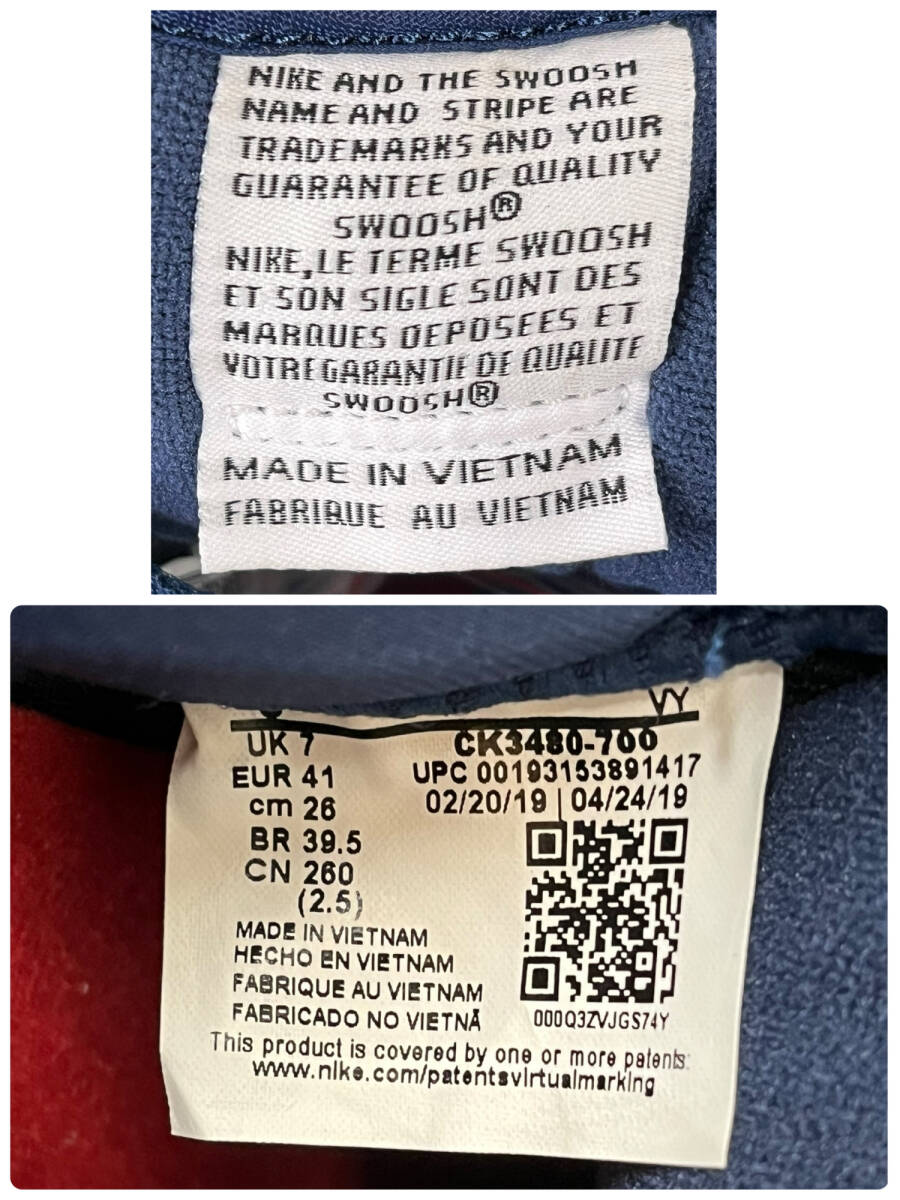 NIKE AND THE SWOOSH
NAME AND STRIPE ARE
TRADEMARKS AND YOUR
GUARANTEE OF QUALITY
SWOOSH®
NIKE, LE TERME SWOOSH
ET SON SIGLE SONT DES
MARQUES DEPOSEES ET
VOTRE GARANTIE DE QUALITE
SWOOSH®
MADE IN VIETNAM
FABRIQUE AU VIETNAM
VY
UK 7 CK3480-700
EUR 41 UPC 00193153891417
cm 26 02/20/19 | 04/24/19
BR 39.5
CN 260
(2.5)
MADE IN VIETNAM
HECHO EN VIETNAM
FABRIQUE AU VIETNAM
FABRICADO NO VIETNÃ
000Q3ZVJGS74Y
This product is covered by one or more patents:
www.nike.com/patentsvirtualmarking